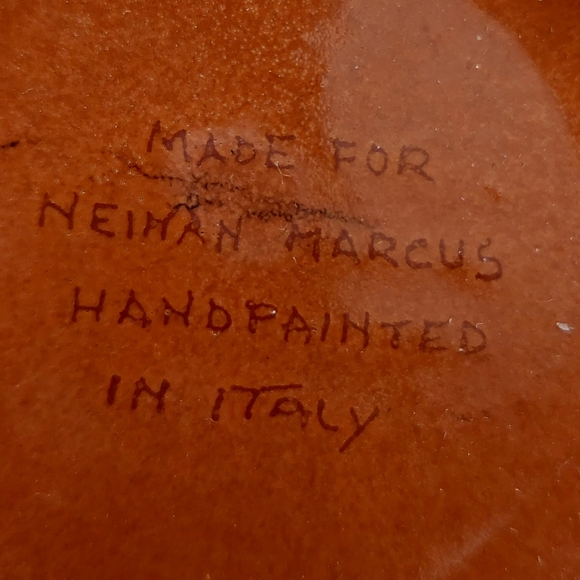 MADE FOR
NEIMAN MARCUS
HANDPAINTED
IN ITALY